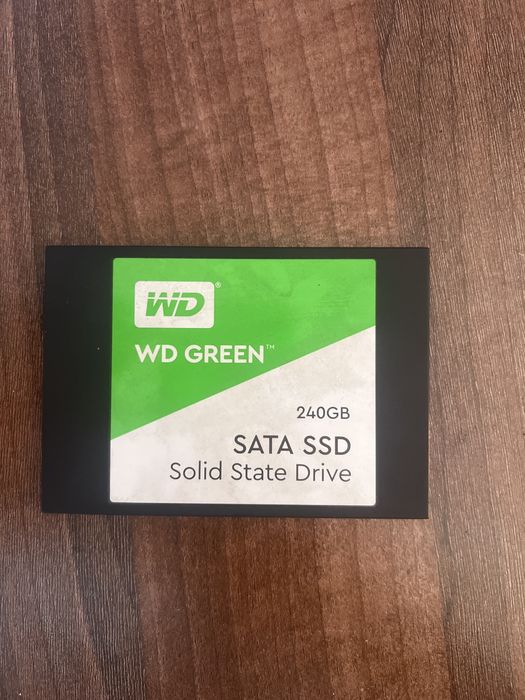 WD®
WD GREEN™
240GB
SATA SSD
Solid State Drive